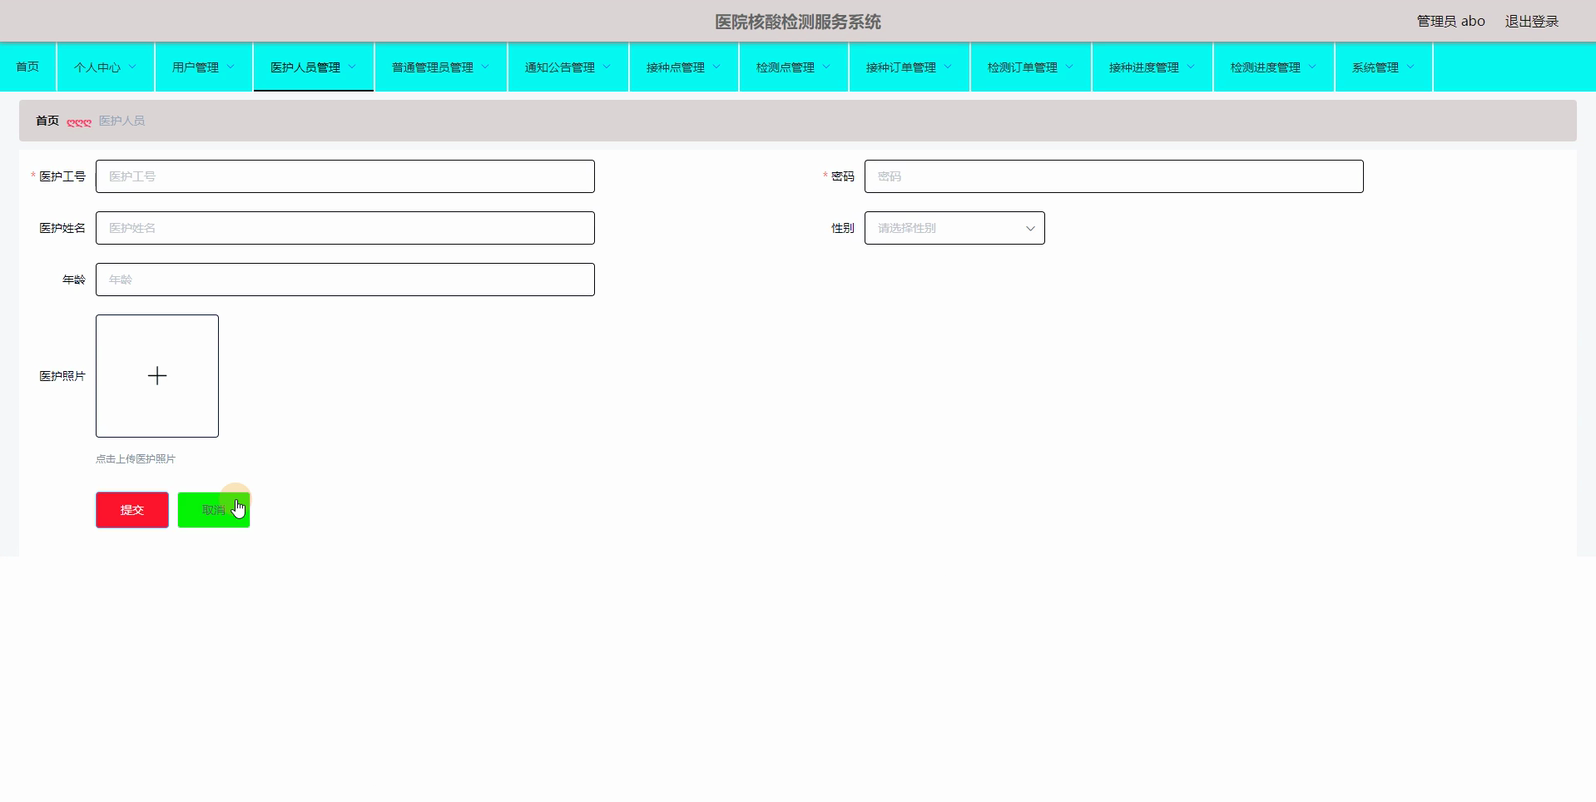 医院核酸检测服务系统
管理员 abo 退出登录
首页 个人中心 用户管理 医护人员管理 普通管理员管理 通知公告管理 接种点管理 检测点管理 接种订单管理 检测订单管理 接种进度管理 检测进度管理 系统管理
首页 ღღღ 医护人员
* 医护工号 医护工号 * 密码 密码
医护姓名 医护姓名 性别 请选择性别
年龄 年龄
医护照片
点击上传医护照片
提交 取消